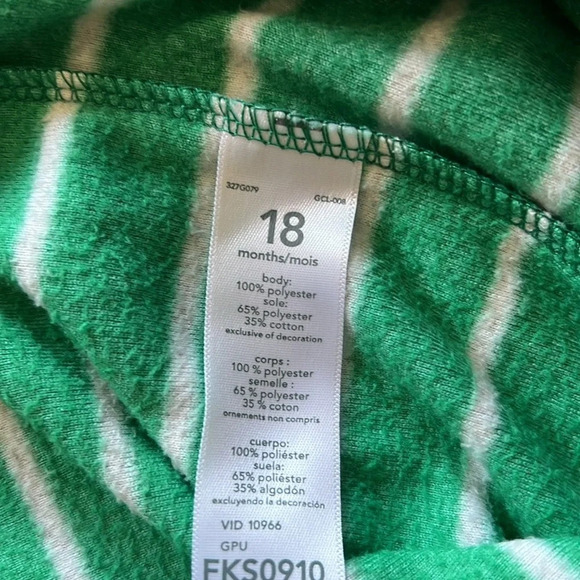 327G079 GCL-008
18
months/mois
body:
100% polyester
sole:
65% polyester
35% cotton
exclusive of decoration
corps :
100 % polyester
semelle :
65 % polyester
35 % coton
ornements non compris
cuerpo:
100% poliéster
suela:
65% poliéster
35% algodón
excluyendo la decoración
VID 10966
GPU
FKS0910